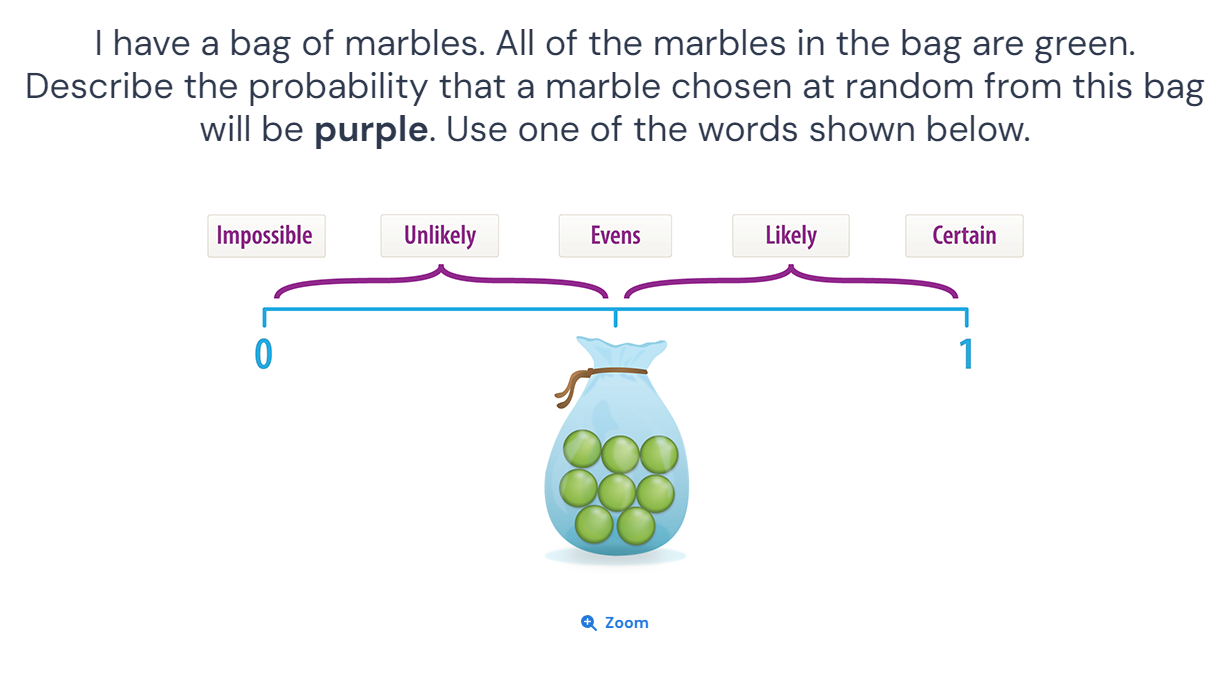 I have a bag of marbles. All of the marbles in the bag are green.
Describe the probability that a marble chosen at random from this bag
will be purple. Use one of the words shown below.
Impossible Unlikely Evens Likely Certain
0 1
Zoom